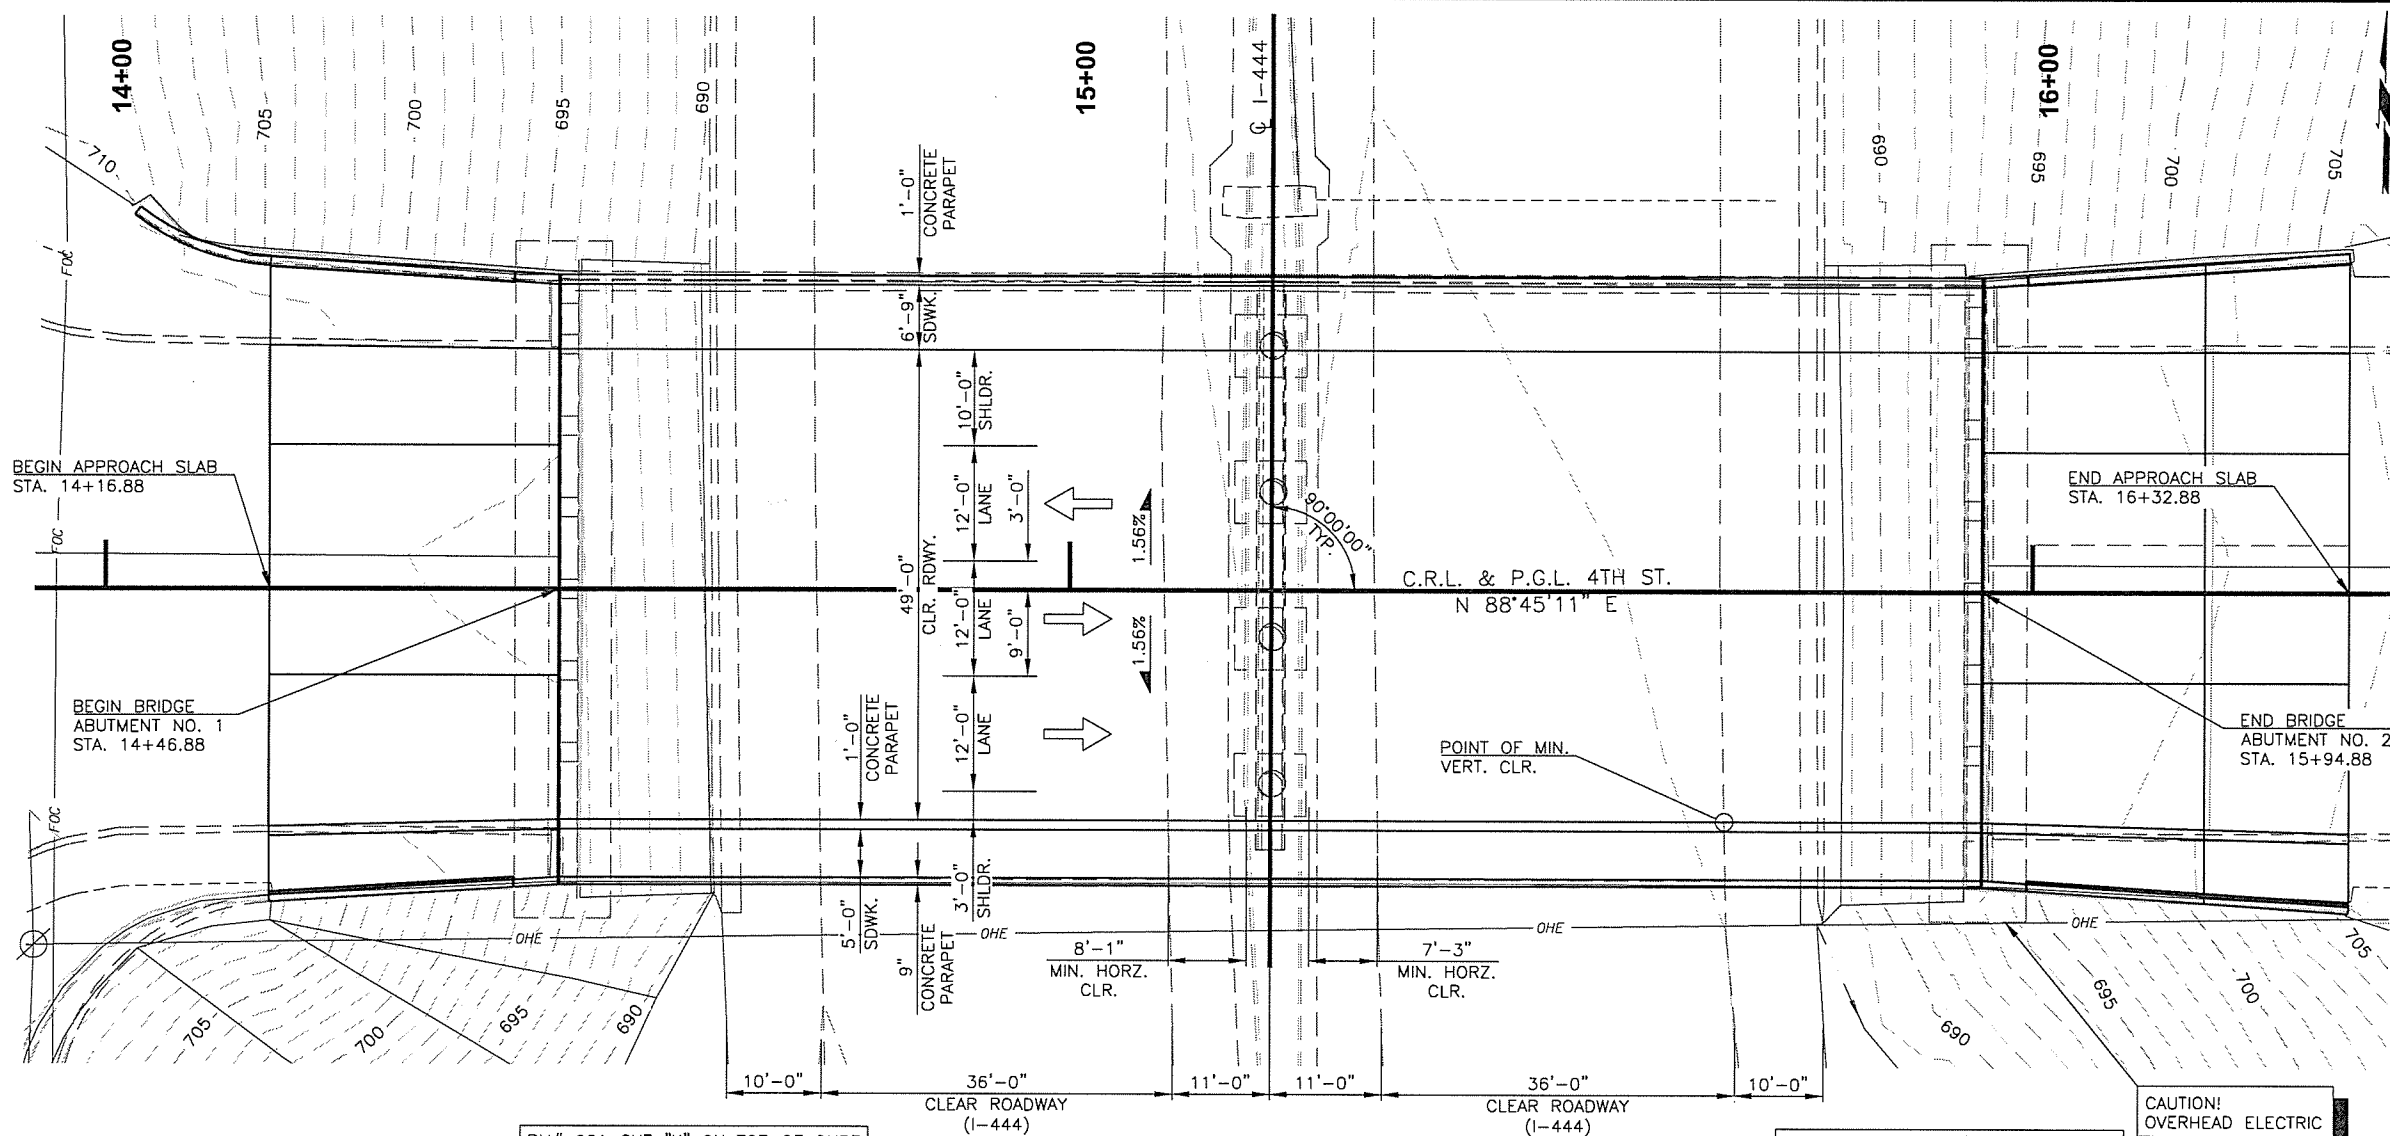 14+00
15+00
16+00
℄ I-444
710
705
700
695
690
690
695
700
705
1'-0"
CONCRETE
PARAPET
6'-9"
SDWK.
10'-0"
SHLDR.
12'-0"
LANE
3'-0"
1.56%
90°00'00"
TYP.
49'-0"
CLR. RDWY.
12'-0"
LANE
9'-0"
1.56%
12'-0"
LANE
1'-0"
CONCRETE
PARAPET
3'-0"
SHLDR.
5'-0"
SDWK.
9"
CONCRETE
PARAPET
FOC
FOC
FOC
BEGIN APPROACH SLAB
STA. 14+16.88
END APPROACH SLAB
STA. 16+32.88
C.R.L. & P.G.L. 4TH ST.
N 88°45'11" E
BEGIN BRIDGE
ABUTMENT NO. 1
STA. 14+46.88
END BRIDGE
ABUTMENT NO. 2
STA. 15+94.88
POINT OF MIN.
VERT. CLR.
OHE
OHE
OHE
OHE
8'-1"
MIN. HORZ.
CLR.
7'-3"
MIN. HORZ.
CLR.
705
700
695
690
690
695
700
705
10'-0"
36'-0"
CLEAR ROADWAY
(I-444)
11'-0"
11'-0"
36'-0"
CLEAR ROADWAY
(I-444)
10'-0"
CAUTION!
OVERHEAD ELECTRIC